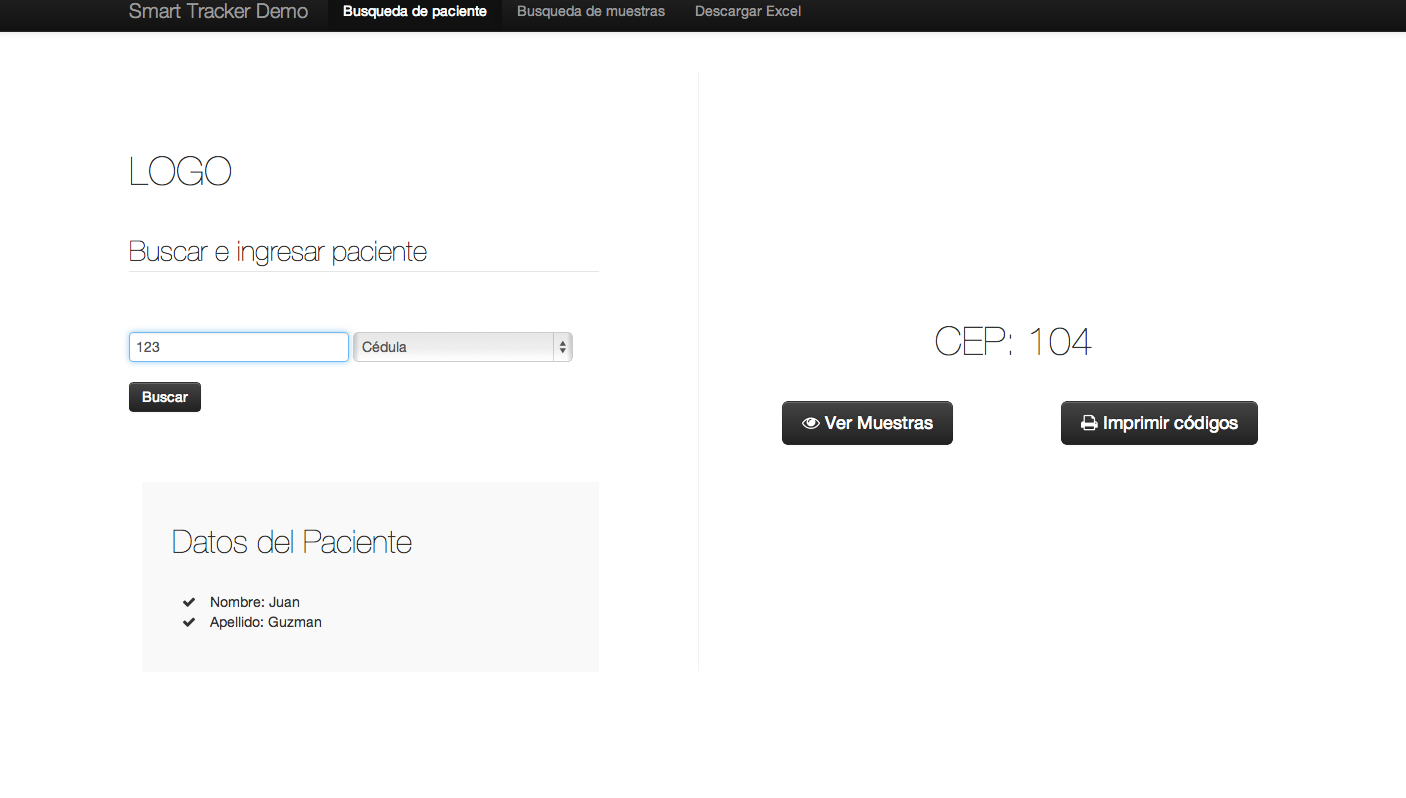 Smart Tracker Demo Busqueda de paciente Busqueda de muestras Descargar Excel
LOGO
Buscar e ingresar paciente
123 Cédula
Buscar
Datos del Paciente
Nombre: Juan
Apellido: Guzman
CEP: 104
Ver Muestras Imprimir códigos